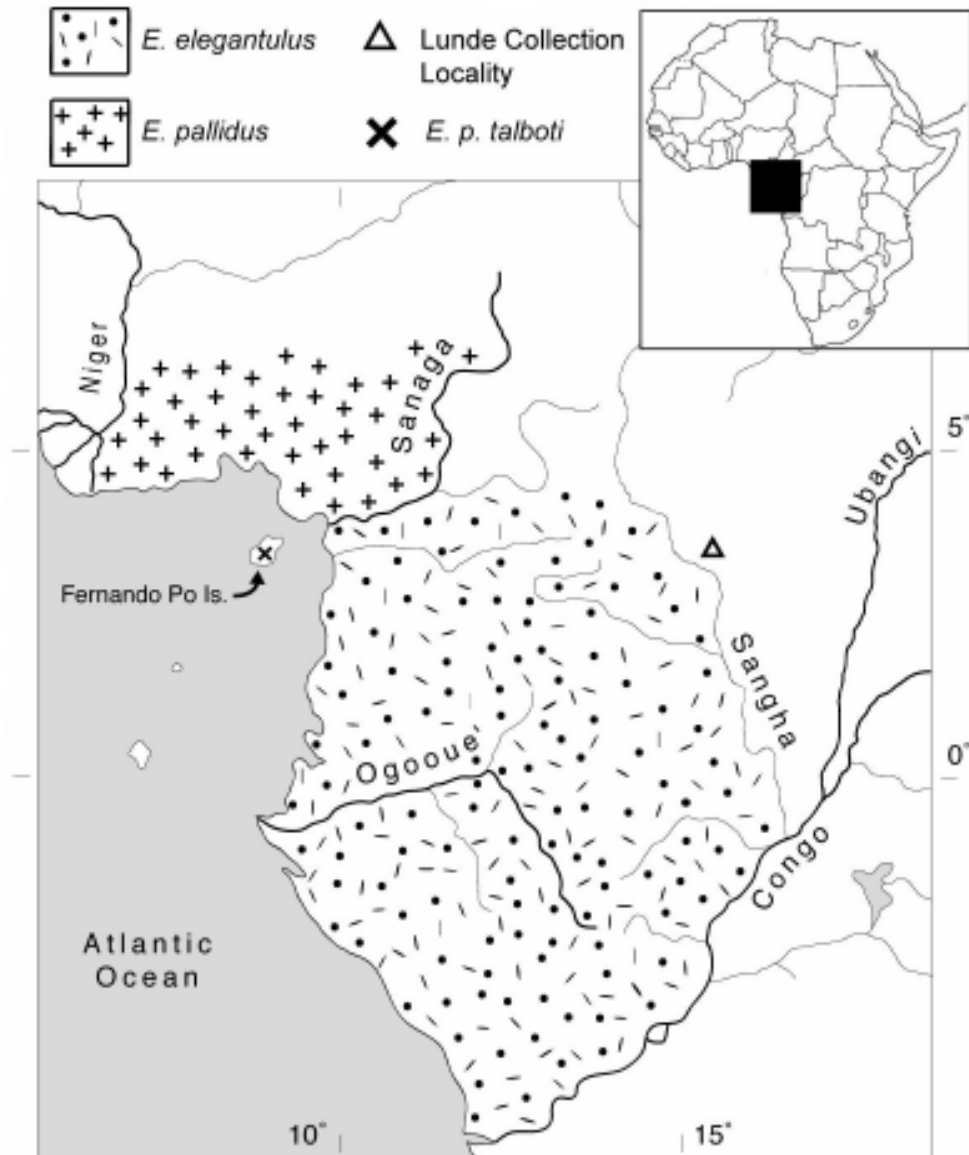 E. elegantulus
Lunde Collection
Locality
E. pallidus
E. p. talboti
Niger
Sanaga
5°
Ubangi
Fernando Po Is.
Sangha
Ogooue
0°
Congo
Atlantic
Ocean
10°
15°